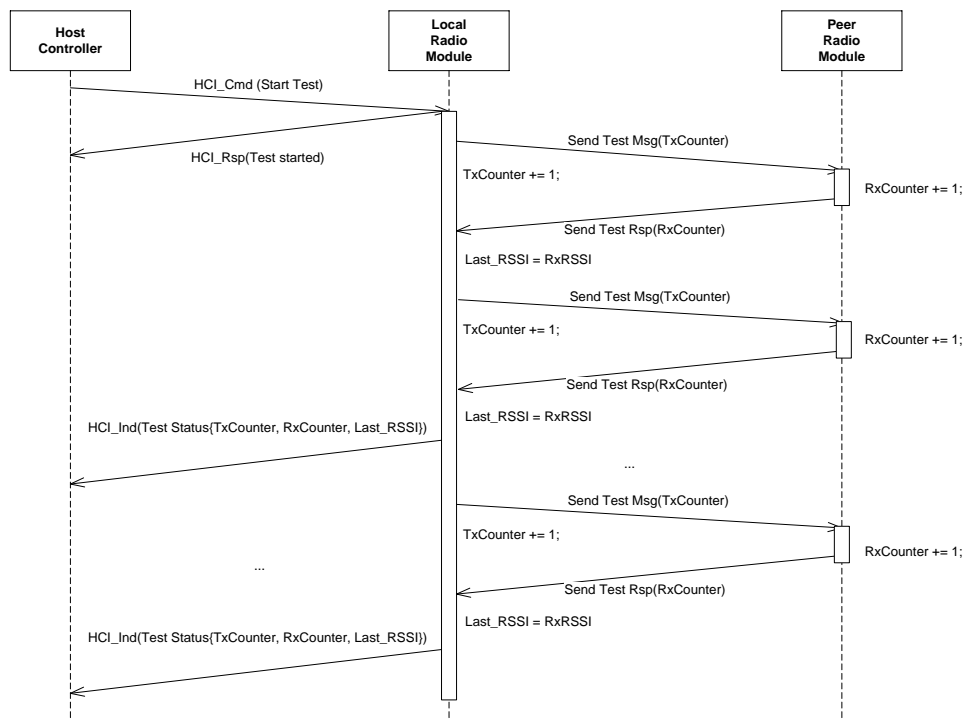 Host
Controller
Local
Radio
Module
Peer
Radio
Module
HCI_Cmd (Start Test)
HCI_Rsp(Test started)
Send Test Msg(TxCounter)
TxCounter += 1;
RxCounter += 1;
Send Test Rsp(RxCounter)
Last_RSSI = RxRSSI
Send Test Msg(TxCounter)
TxCounter += 1;
RxCounter += 1;
Send Test Rsp(RxCounter)
Last_RSSI = RxRSSI
HCI_Ind(Test Status{TxCounter, RxCounter, Last_RSSI})
...
Send Test Msg(TxCounter)
TxCounter += 1;
RxCounter += 1;
...
Send Test Rsp(RxCounter)
Last_RSSI = RxRSSI
HCI_Ind(Test Status{TxCounter, RxCounter, Last_RSSI})